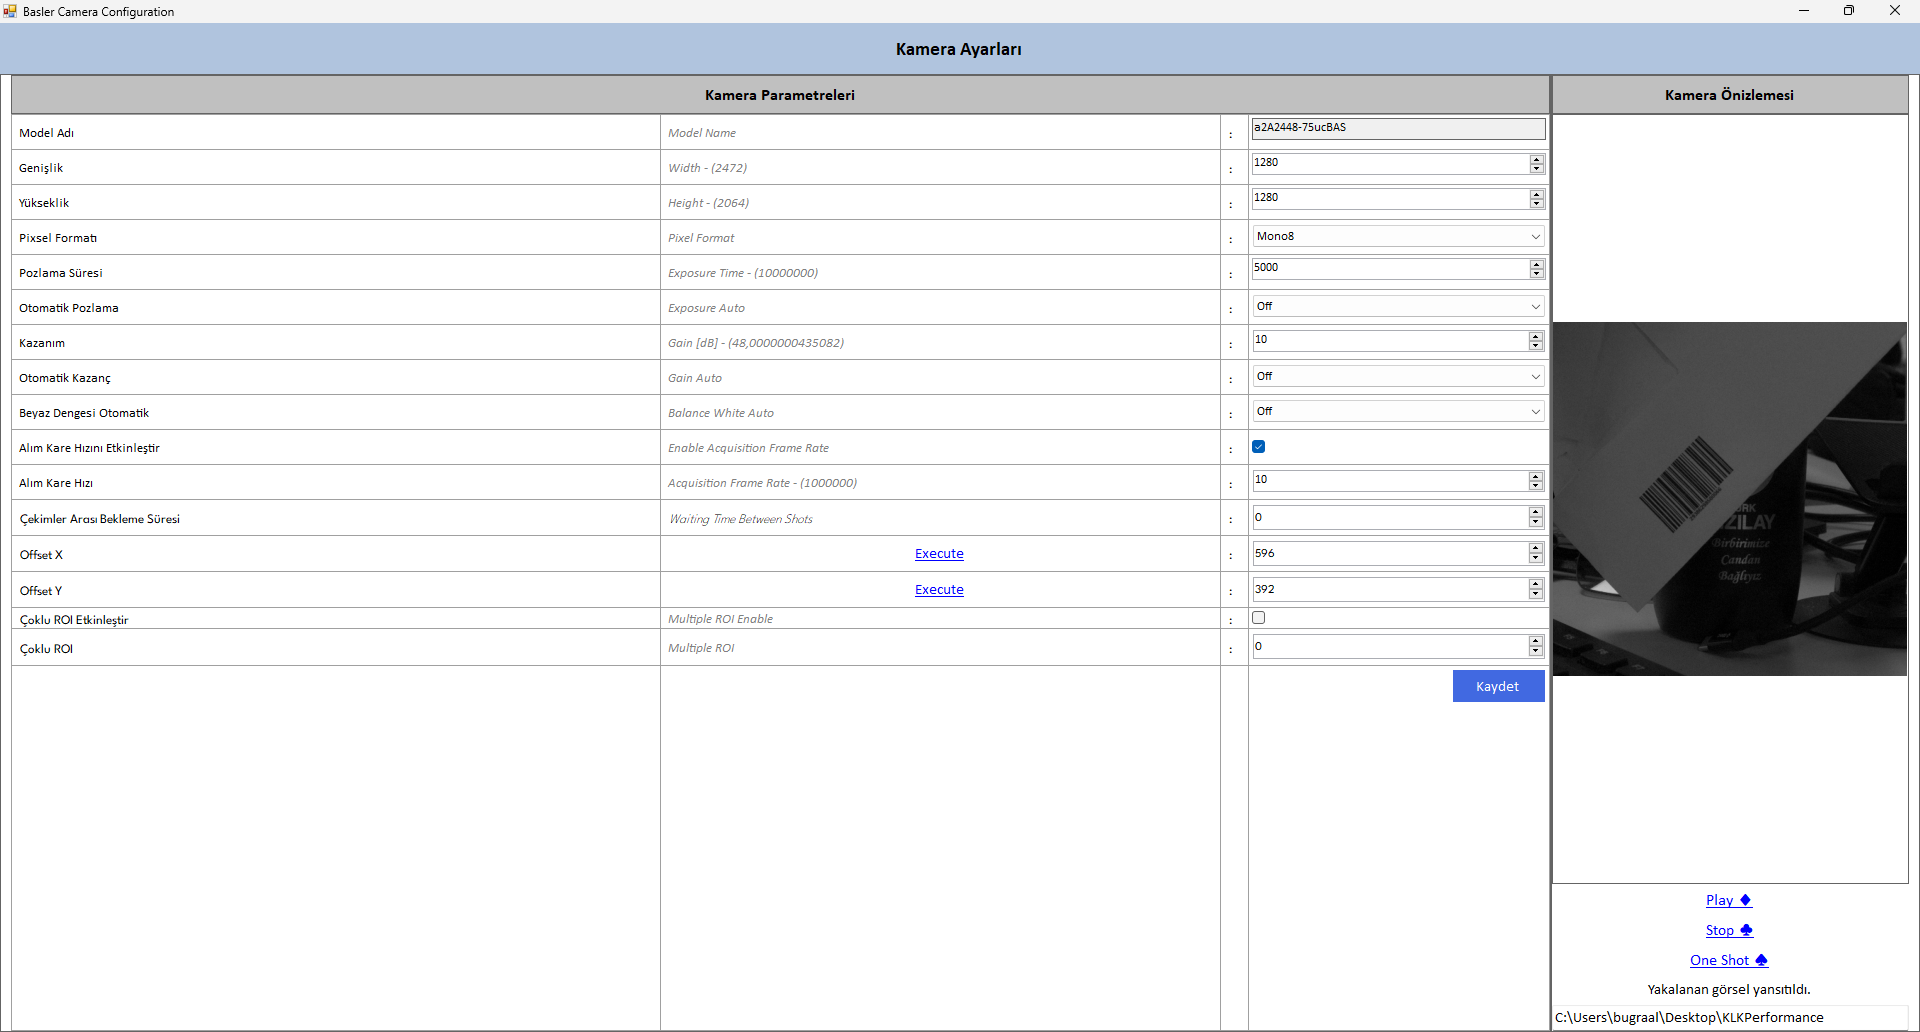 Basler Camera Configuration
Kamera Ayarları
Kamera Parametreleri
Kamera Önizlemesi
Model Adı Model Name : a2A2448-75ucBAS
Genişlik Width - (2472) : 1280
Yükseklik Height - (2064) : 1280
Pixsel Formatı Pixel Format : Mono8
Pozlama Süresi Exposure Time - (10000000) : 5000
Otomatik Pozlama Exposure Auto : Off
Kazanım Gain [dB] - (48,0000000435082) : 10
Otomatik Kazanç Gain Auto : Off
Beyaz Dengesi Otomatik Balance White Auto : Off
Alım Kare Hızını Etkinleştir Enable Acquisition Frame Rate :
Alım Kare Hızı Acquisition Frame Rate - (1000000) : 10
Çekimler Arası Bekleme Süresi Waiting Time Between Shots : 0
Offset X Execute : 596
Offset Y Execute : 392
Çoklu ROI Etkinleştir Multiple ROI Enable :
Çoklu ROI Multiple ROI : 0
Kaydet
Birbirimize
Candan
Bağlıyız
Play ♦
Stop ♣
One Shot ♠
Yakalanan görsel yansıtıldı.
C:\Users\bugraal\Desktop\KLKPerformance